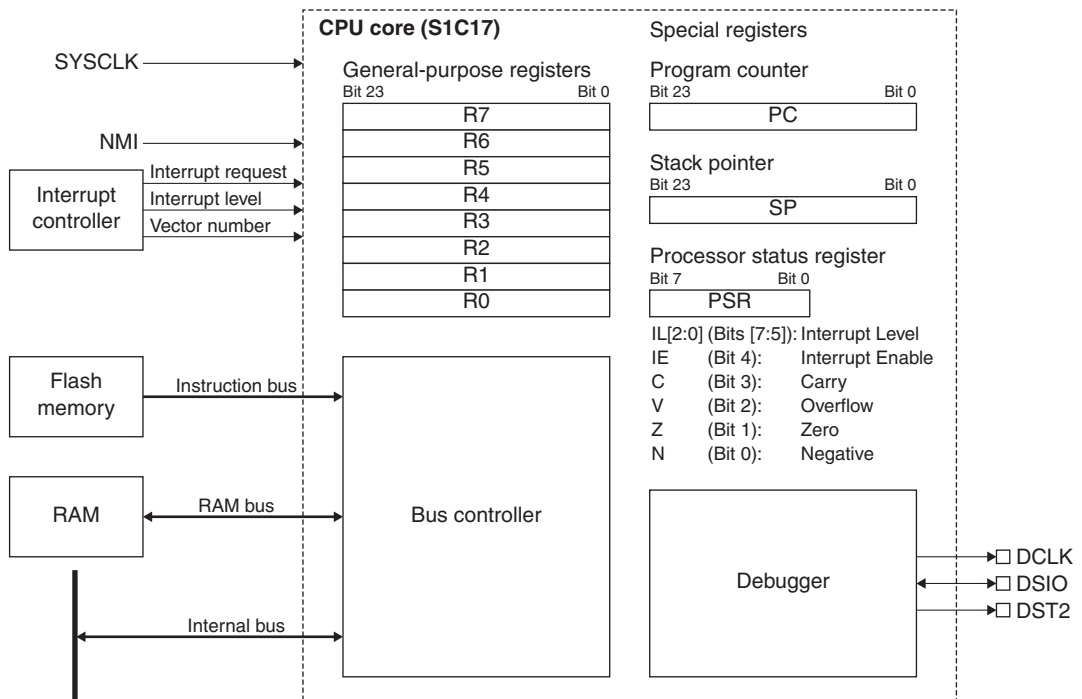 CPU core (S1C17)
Special registers
SYSCLK
General-purpose registers
Bit 23 Bit 0
R7
R6
R5
R4
R3
R2
R1
R0
Program counter
Bit 23 Bit 0
PC
Stack pointer
Bit 23 Bit 0
SP
Processor status register
Bit 7 Bit 0
PSR
IL[2:0] (Bits [7:5]): Interrupt Level
IE (Bit 4): Interrupt Enable
C (Bit 3): Carry
V (Bit 2): Overflow
Z (Bit 1): Zero
N (Bit 0): Negative
NMI
Interrupt controller
Interrupt request
Interrupt level
Vector number
Flash memory
Instruction bus
RAM
RAM bus
Internal bus
Bus controller
Debugger
DCLK
DSIO
DST2